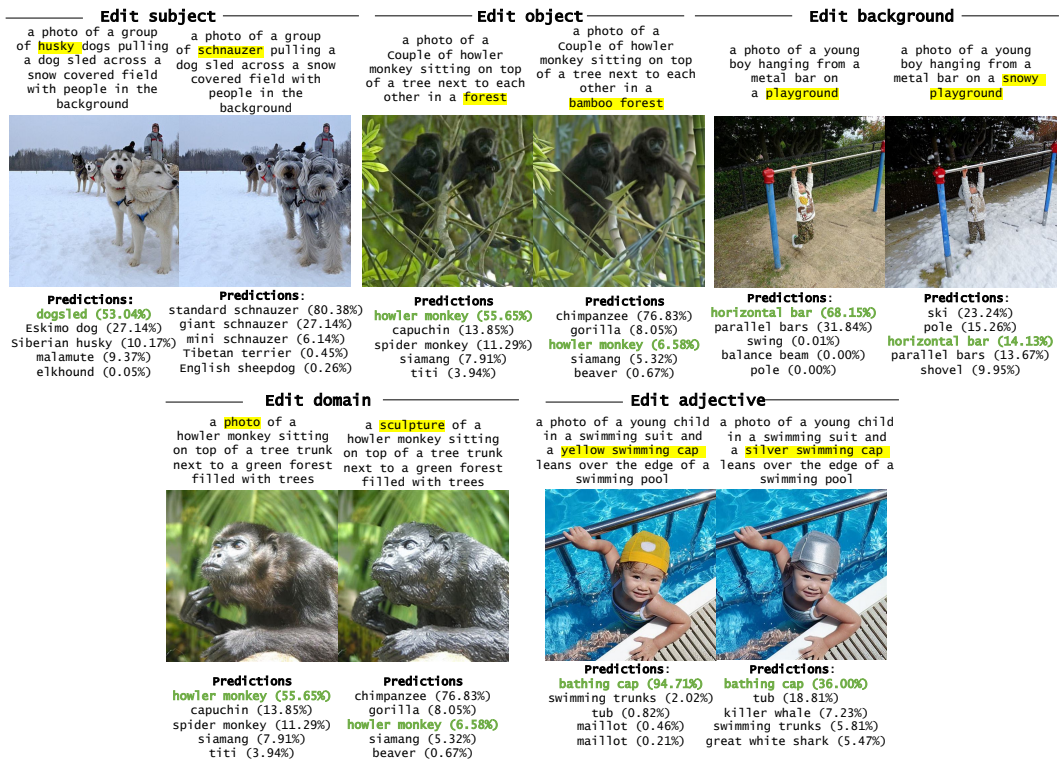 Edit subject
a photo of a group
of husky dogs pulling
a dog sled across a
snow covered field
with people in the
background
a photo of a group
of schnauzer pulling a
dog sled across a snow
covered field with
people in the
background
Predictions:
dogsled (53.04%)
Eskimo dog (27.14%)
Siberian husky (10.17%)
malamute (9.37%)
elkhound (0.05%)
Predictions:
standard schnauzer (80.38%)
giant schnauzer (27.14%)
mini schnauzer (6.14%)
Tibetan terrier (0.45%)
English sheepdog (0.26%)
Edit object
a photo of a
Couple of howler
monkey sitting on top
of a tree next to each
other in a forest
a photo of a
Couple of howler
monkey sitting on top
of a tree next to each
other in a
bamboo forest
Predictions
howler monkey (55.65%)
capuchin (13.85%)
spider monkey (11.29%)
siamang (7.91%)
titi (3.94%)
Predictions
chimpanzee (76.83%)
gorilla (8.05%)
howler monkey (6.58%)
siamang (5.32%)
beaver (0.67%)
Edit background
a photo of a young
boy hanging from a
metal bar on
a playground
a photo of a young
boy hanging from a
metal bar on a snowy
playground
Predictions:
horizontal bar (68.15%)
parallel bars (31.84%)
swing (0.01%)
balance beam (0.00%)
pole (0.00%)
Predictions:
ski (23.24%)
pole (15.26%)
horizontal bar (14.13%)
parallel bars (13.67%)
shovel (9.95%)
Edit domain
a photo of a
howler monkey sitting
on top of a tree trunk
next to a green forest
filled with trees
a sculpture of a
howler monkey sitting
on top of a tree trunk
next to a green forest
filled with trees
Predictions
howler monkey (55.65%)
capuchin (13.85%)
spider monkey (11.29%)
siamang (7.91%)
titi (3.94%)
Predictions
chimpanzee (76.83%)
gorilla (8.05%)
howler monkey (6.58%)
siamang (5.32%)
beaver (0.67%)
Edit adjective
a photo of a young child
in a swimming suit and
a yellow swimming cap
leans over the edge of a
swimming pool
a photo of a young child
in a swimming suit and
a silver swimming cap
leans over the edge of a
swimming pool
Predictions:
bathing cap (94.71%)
swimming trunks (2.02%)
tub (0.82%)
maillot (0.46%)
maillot (0.21%)
Predictions:
bathing cap (36.00%)
tub (18.81%)
killer whale (7.23%)
swimming trunks (5.81%)
great white shark (5.47%)